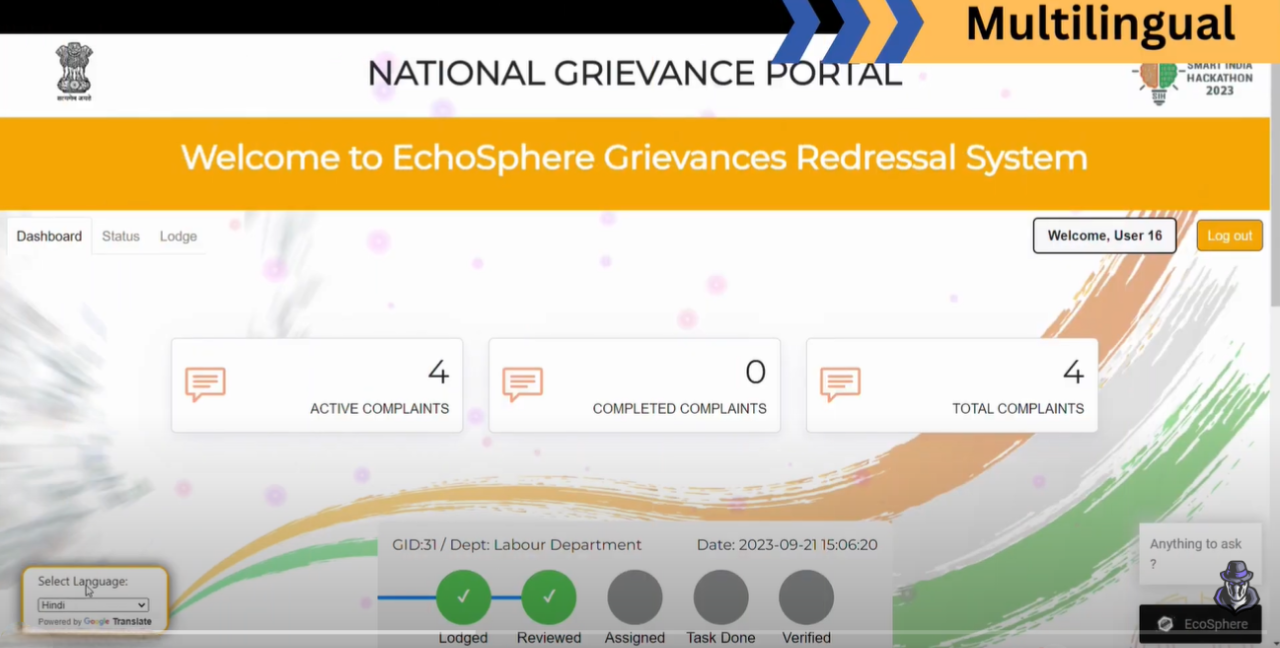 Multilingual
NATIONAL GRIEVANCE PORTAL
SMART INDIA
HACKATHON
2023
SIH
सत्यमेव जयते
Welcome to EchoSphere Grievances Redressal System
Dashboard Status Lodge
Welcome, User 16
Log out
4
ACTIVE COMPLAINTS
0
COMPLETED COMPLAINTS
4
TOTAL COMPLAINTS
GID:31 / Dept: Labour Department Date: 2023-09-21 15:06:20
Lodged Reviewed Assigned Task Done Verified
Select Language:
Hindi
Powered by Google Translate
Anything to ask
?
EcoSphere